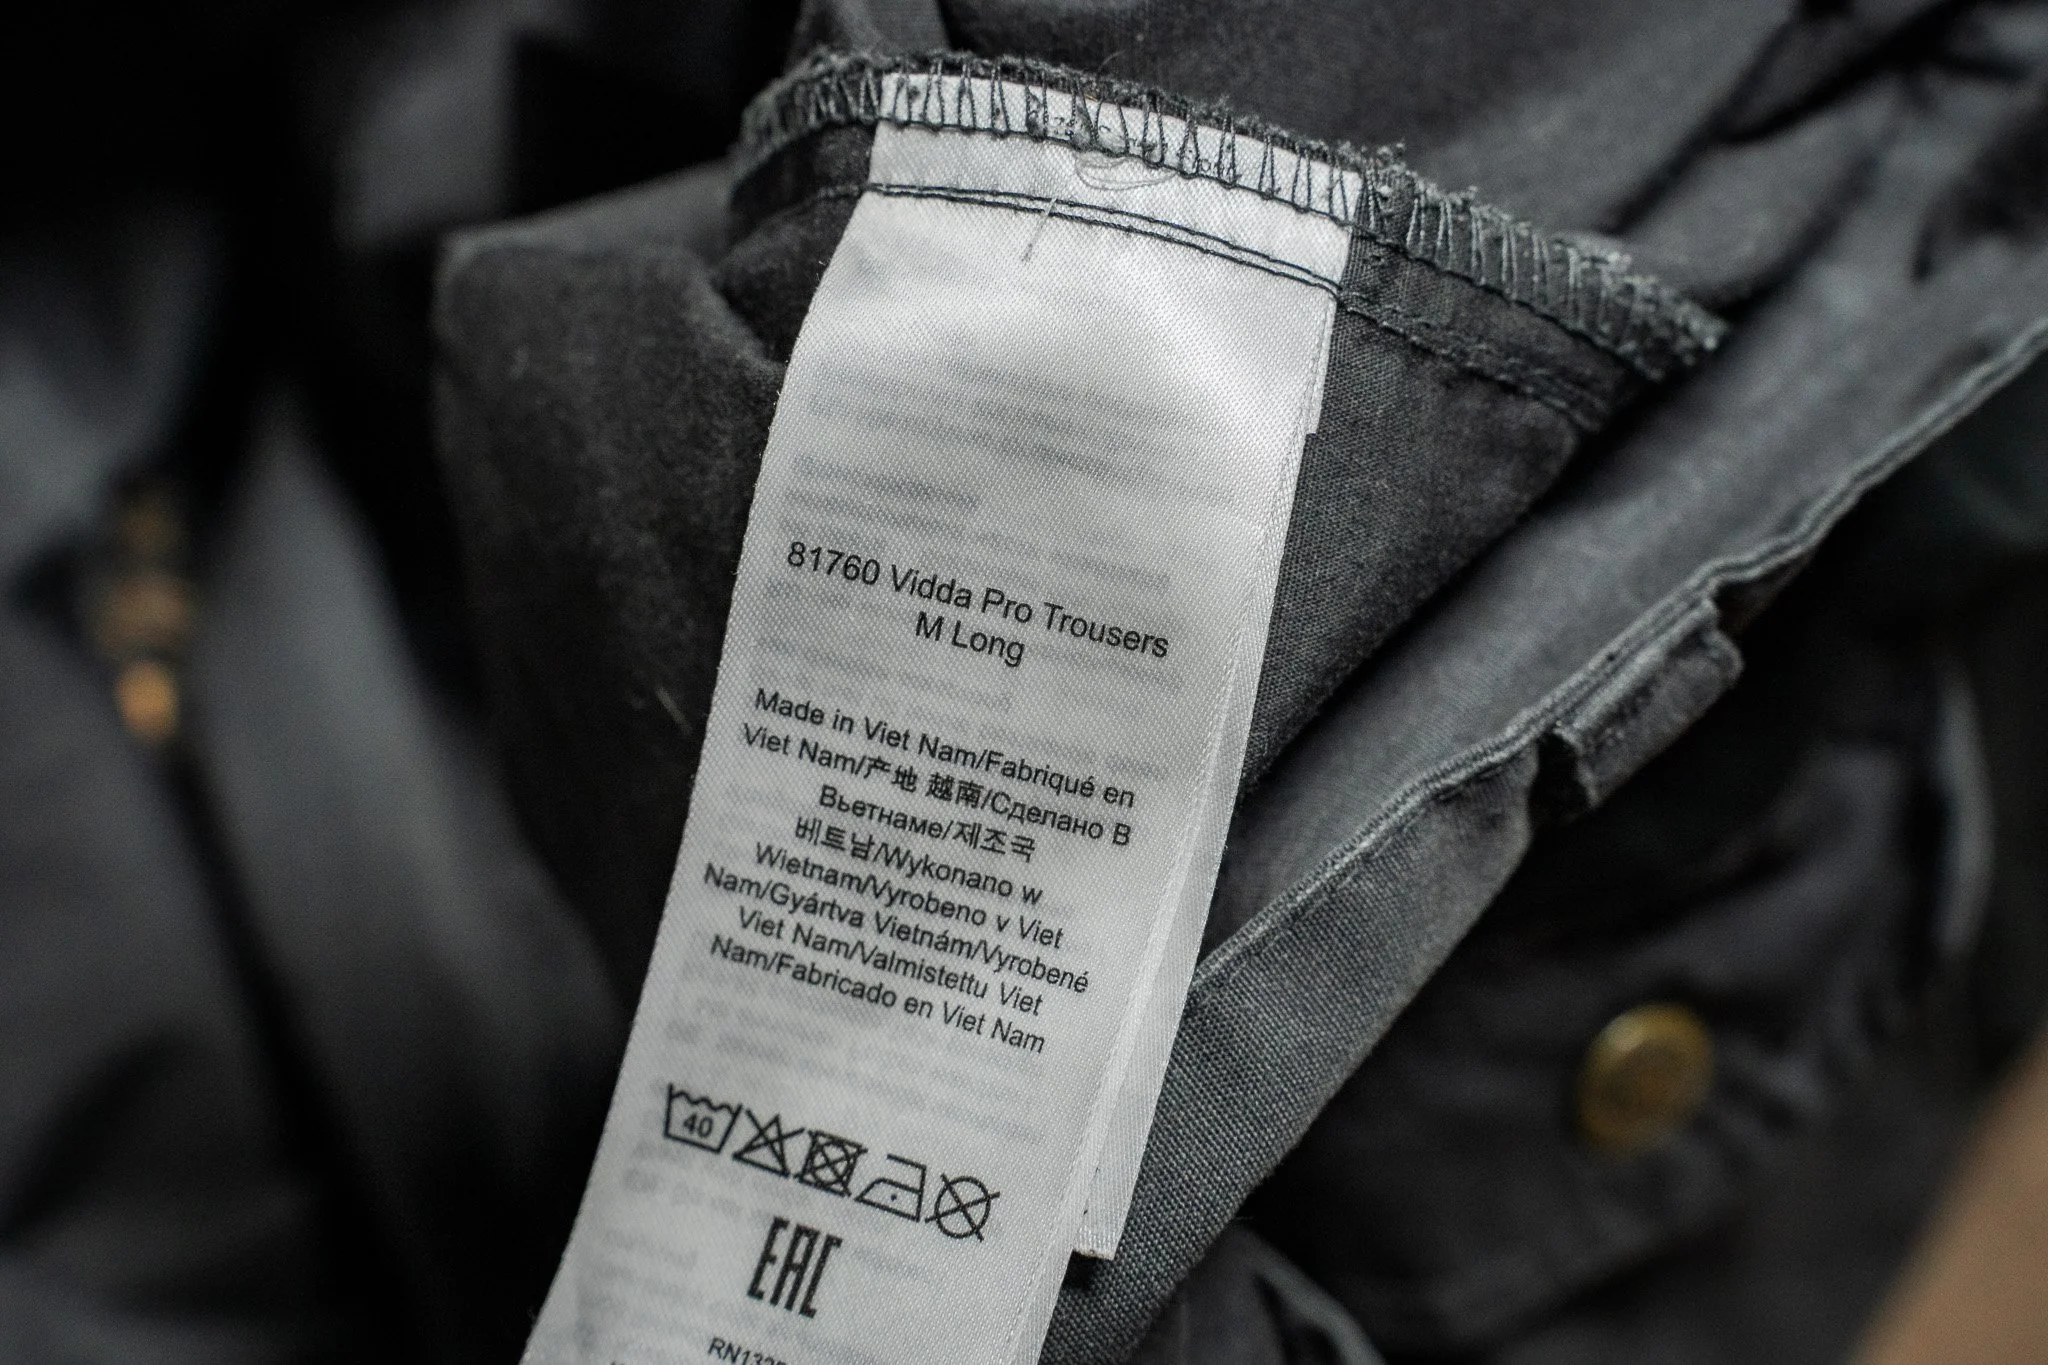 81760 Vidda Pro Trousers
M Long
Made in Viet Nam/Fabriqué en
Viet Nam/产地 越南/Сделано В
Вьетнаме/제조국
베트남/Wykonano w
Wietnam/Vyrobeno v Viet
Nam/Gyártva Vietnám/Vyrobené
Viet Nam/Valmistettu Viet
Nam/Fabricado en Viet Nam
40
EAC